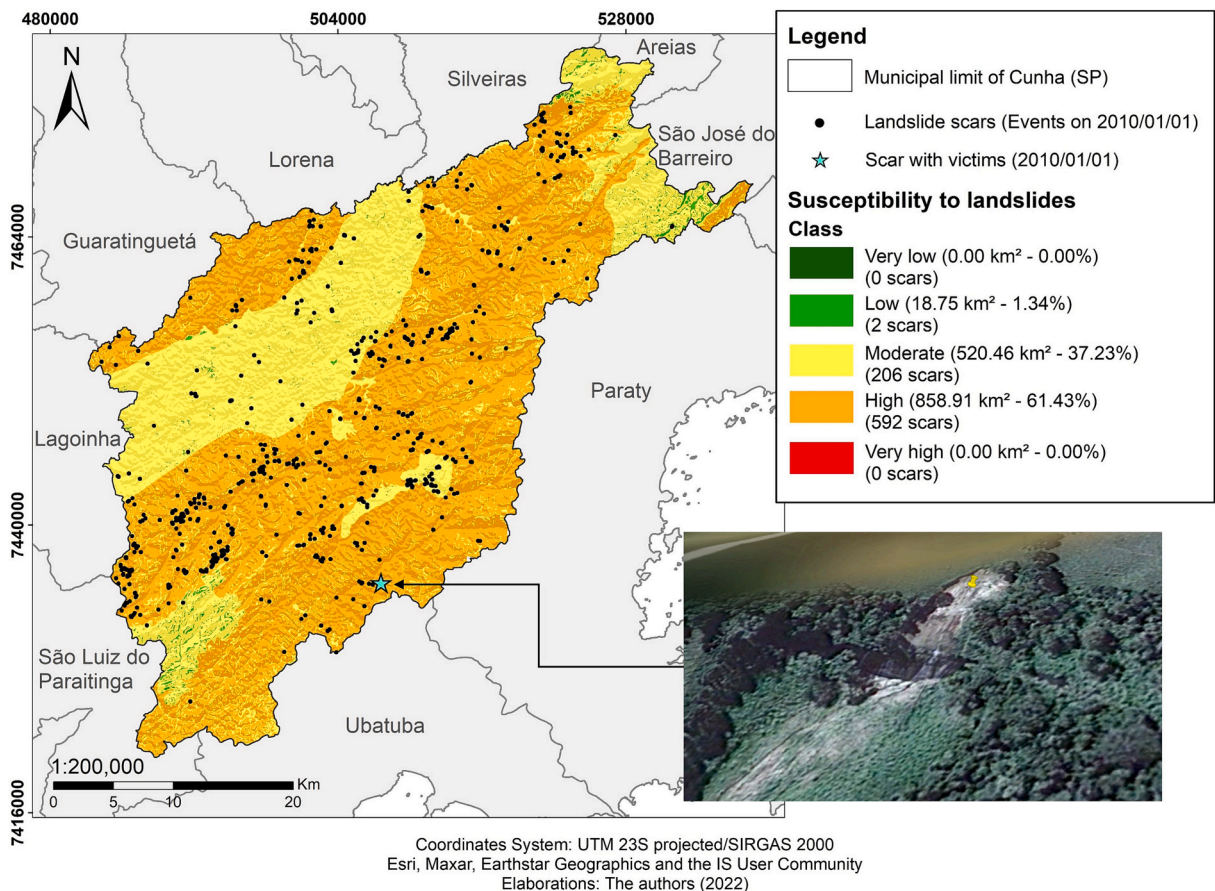 480000
504000
528000
N
Areias
Silveiras
São José do
Barreiro
Lorena
Guaratinguetá
Lagoinha
Paraty
São Luiz do
Paraitinga
Ubatuba
7464000
7440000
7416000
1:200,000
Km
0 5 10 20
Legend
Municipal limit of Cunha (SP)
Landslide scars (Events on 2010/01/01)
Scar with victims (2010/01/01)
Susceptibility to landslides
Class
Very low (0.00 km² - 0.00%)
(0 scars)
Low (18.75 km² - 1.34%)
(2 scars)
Moderate (520.46 km² - 37.23%)
(206 scars)
High (858.91 km² - 61.43%)
(592 scars)
Very high (0.00 km² - 0.00%)
(0 scars)
Coordinates System: UTM 23S projected/SIRGAS 2000
Esri, Maxar, Earthstar Geographics and the IS User Community
Elaborations: The authors (2022)